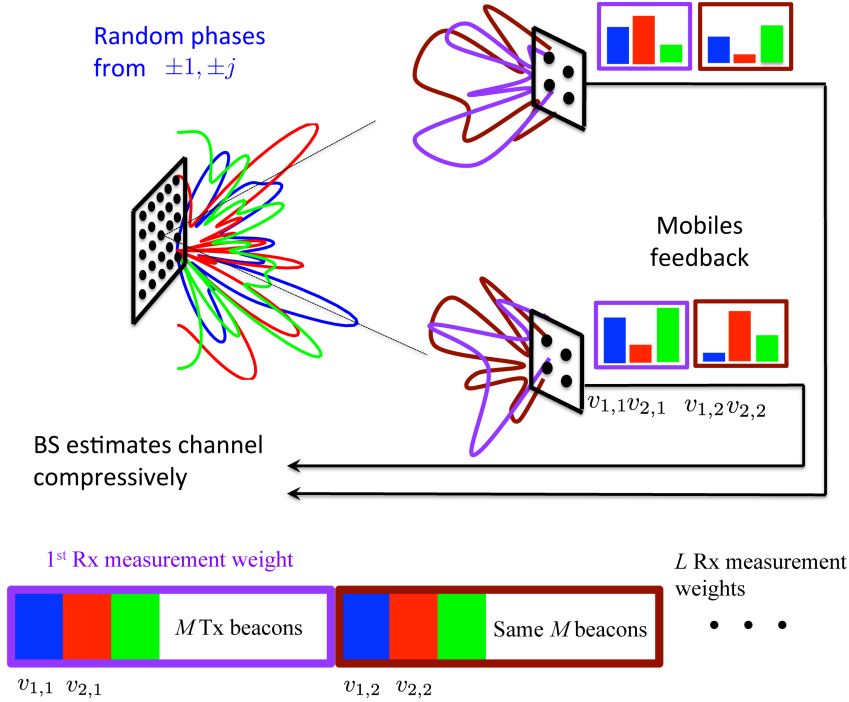 Random phases
from ±1, ±j
Mobiles
feedback
v1,1 v2,1 v1,2 v2,2
BS estimates channel
compressively
1st Rx measurement weight
L Rx measurement
weights
M Tx beacons
Same M beacons
• • •
v1,1 v2,1 v1,2 v2,2